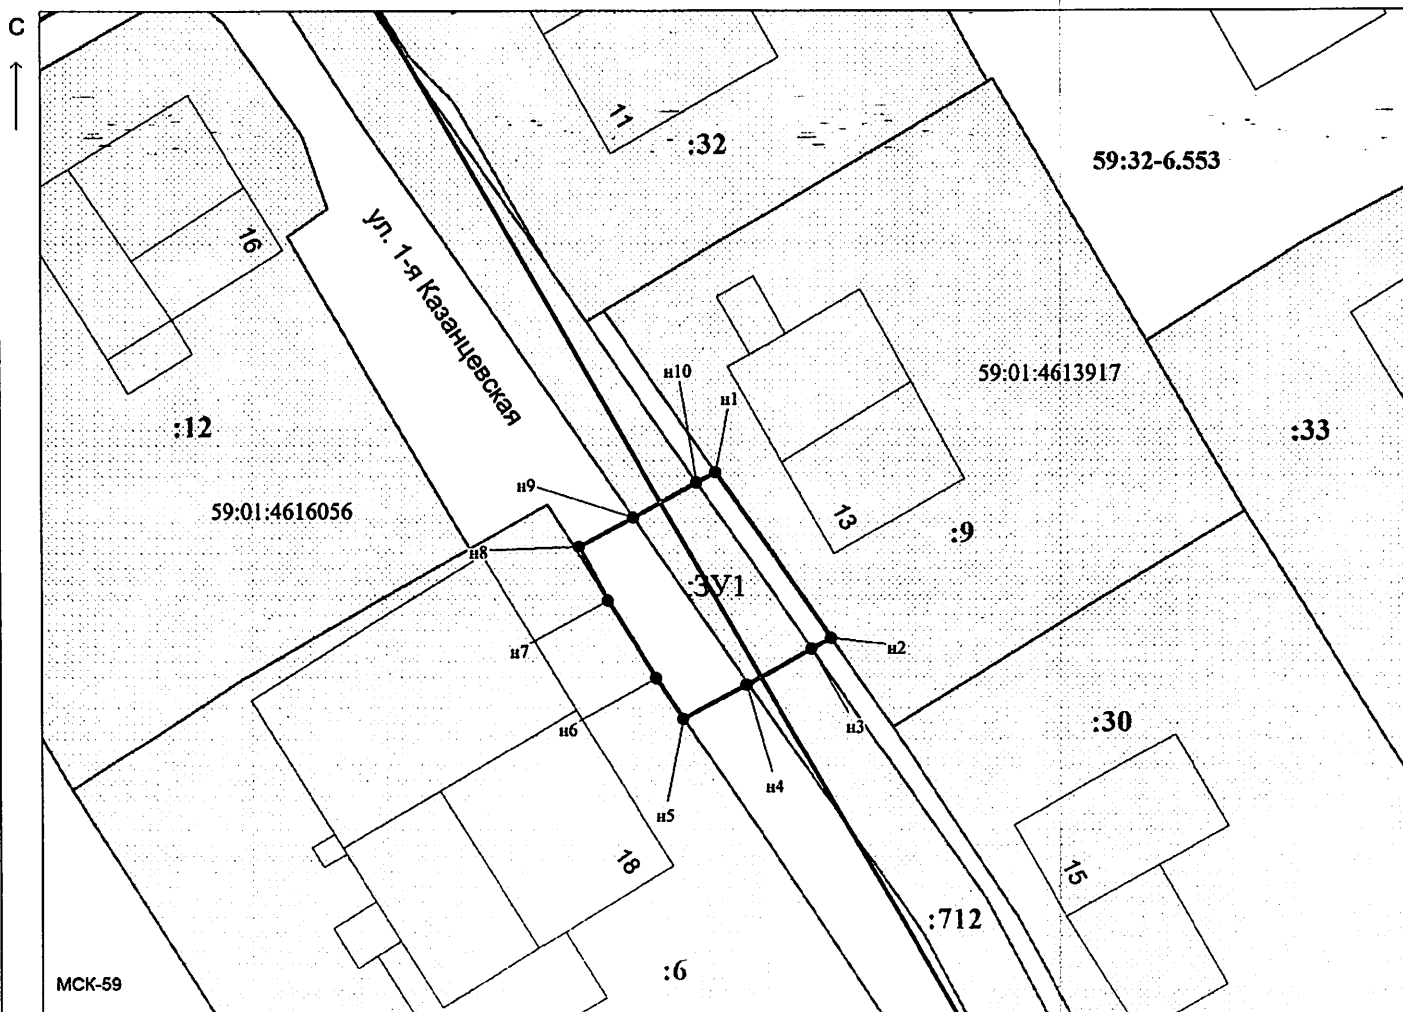 С
11
:32
59:32-6.553
16
ул. 1-я Казанцевская
н10
59:01:4613917
н1
:12
:33
н9
59:01:4616056
13
:9
н8
:ЗУ1
н7
н2
н6
н3
:30
н4
н5
18
15
:712
:6
МСК-59